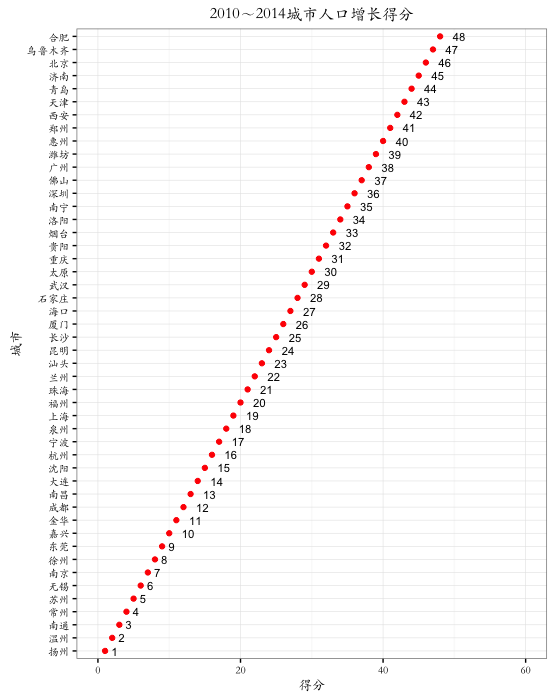 2010～2014城市人口增长得分
合肥 48
乌鲁木齐 47
北京 46
济南 45
青岛 44
天津 43
西安 42
郑州 41
惠州 40
潍坊 39
广州 38
佛山 37
深圳 36
南宁 35
洛阳 34
烟台 33
贵阳 32
重庆 31
太原 30
武汉 29
石家庄 28
海口 27
厦门 26
长沙 25
昆明 24
汕头 23
兰州 22
珠海 21
福州 20
上海 19
泉州 18
宁波 17
杭州 16
沈阳 15
大连 14
南昌 13
成都 12
金华 11
嘉兴 10
东莞 9
徐州 8
南京 7
无锡 6
苏州 5
常州 4
南通 3
温州 2
扬州 1
城市
0 20 40 60
得分